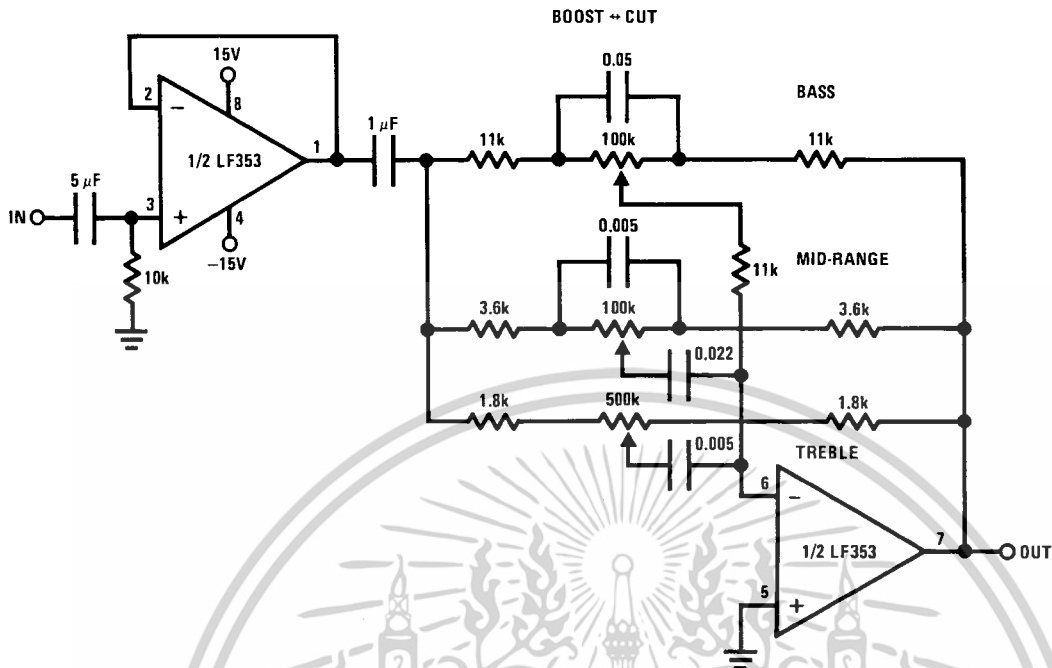 BOOST ↔ CUT
15V
0.05
BASS
2
−
8
1 µF
11k
100k
11k
1/2 LF353
1
5 µF
IN
3
+
4
0.005
−15V
10k
11k
MID-RANGE
3.6k
100k
3.6k
0.022
1.8k
500k
1.8k
0.005
TREBLE
6
−
1/2 LF353
7
OUT
5
+